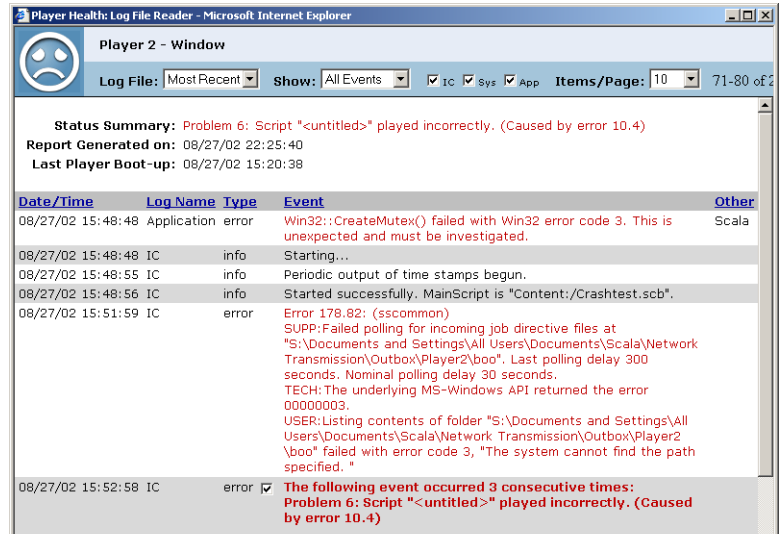 Player Health: Log File Reader - Microsoft Internet Explorer
Player 2 - Window
Log File: Most Recent Show: All Events IC Sys App Items/Page: 10 71-80 of 2
Status Summary: Problem 6: Script "<untitled>" played incorrectly. (Caused by error 10.4)
Report Generated on: 08/27/02 22:25:40
Last Player Boot-up: 08/27/02 15:20:38
Date/Time Log Name Type Event Other
08/27/02 15:48:48 Application error Win32::CreateMutex() failed with Win32 error code 3. This is Scala
unexpected and must be investigated.
08/27/02 15:48:48 IC info Starting...
08/27/02 15:48:55 IC info Periodic output of time stamps begun.
08/27/02 15:48:56 IC info Started successfully. MainScript is "Content:/Crashtest.scb".
08/27/02 15:51:59 IC error Error 178.82: (sscommon)
SUPP:Failed polling for incoming job directive files at
"S:\Documents and Settings\All Users\Documents\Scala\Network
Transmission\Outbox\Player2\boo". Last polling delay 300
seconds. Nominal polling delay 30 seconds.
TECH:The underlying MS-Windows API returned the error
00000003.
USER:Listing contents of folder "S:\Documents and Settings\All
Users\Documents\Scala\Network Transmission\Outbox\Player2
\boo" failed with error code 3, "The system cannot find the path
specified. "
08/27/02 15:52:58 IC error The following event occurred 3 consecutive times:
Problem 6: Script "<untitled>" played incorrectly. (Caused
by error 10.4)